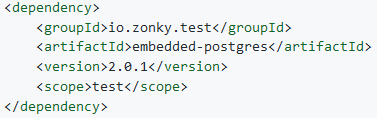 <dependency>
    <groupId>io.zonky.test</groupId>
    <artifactId>embedded-postgres</artifactId>
    <version>2.0.1</version>
    <scope>test</scope>
</dependency>